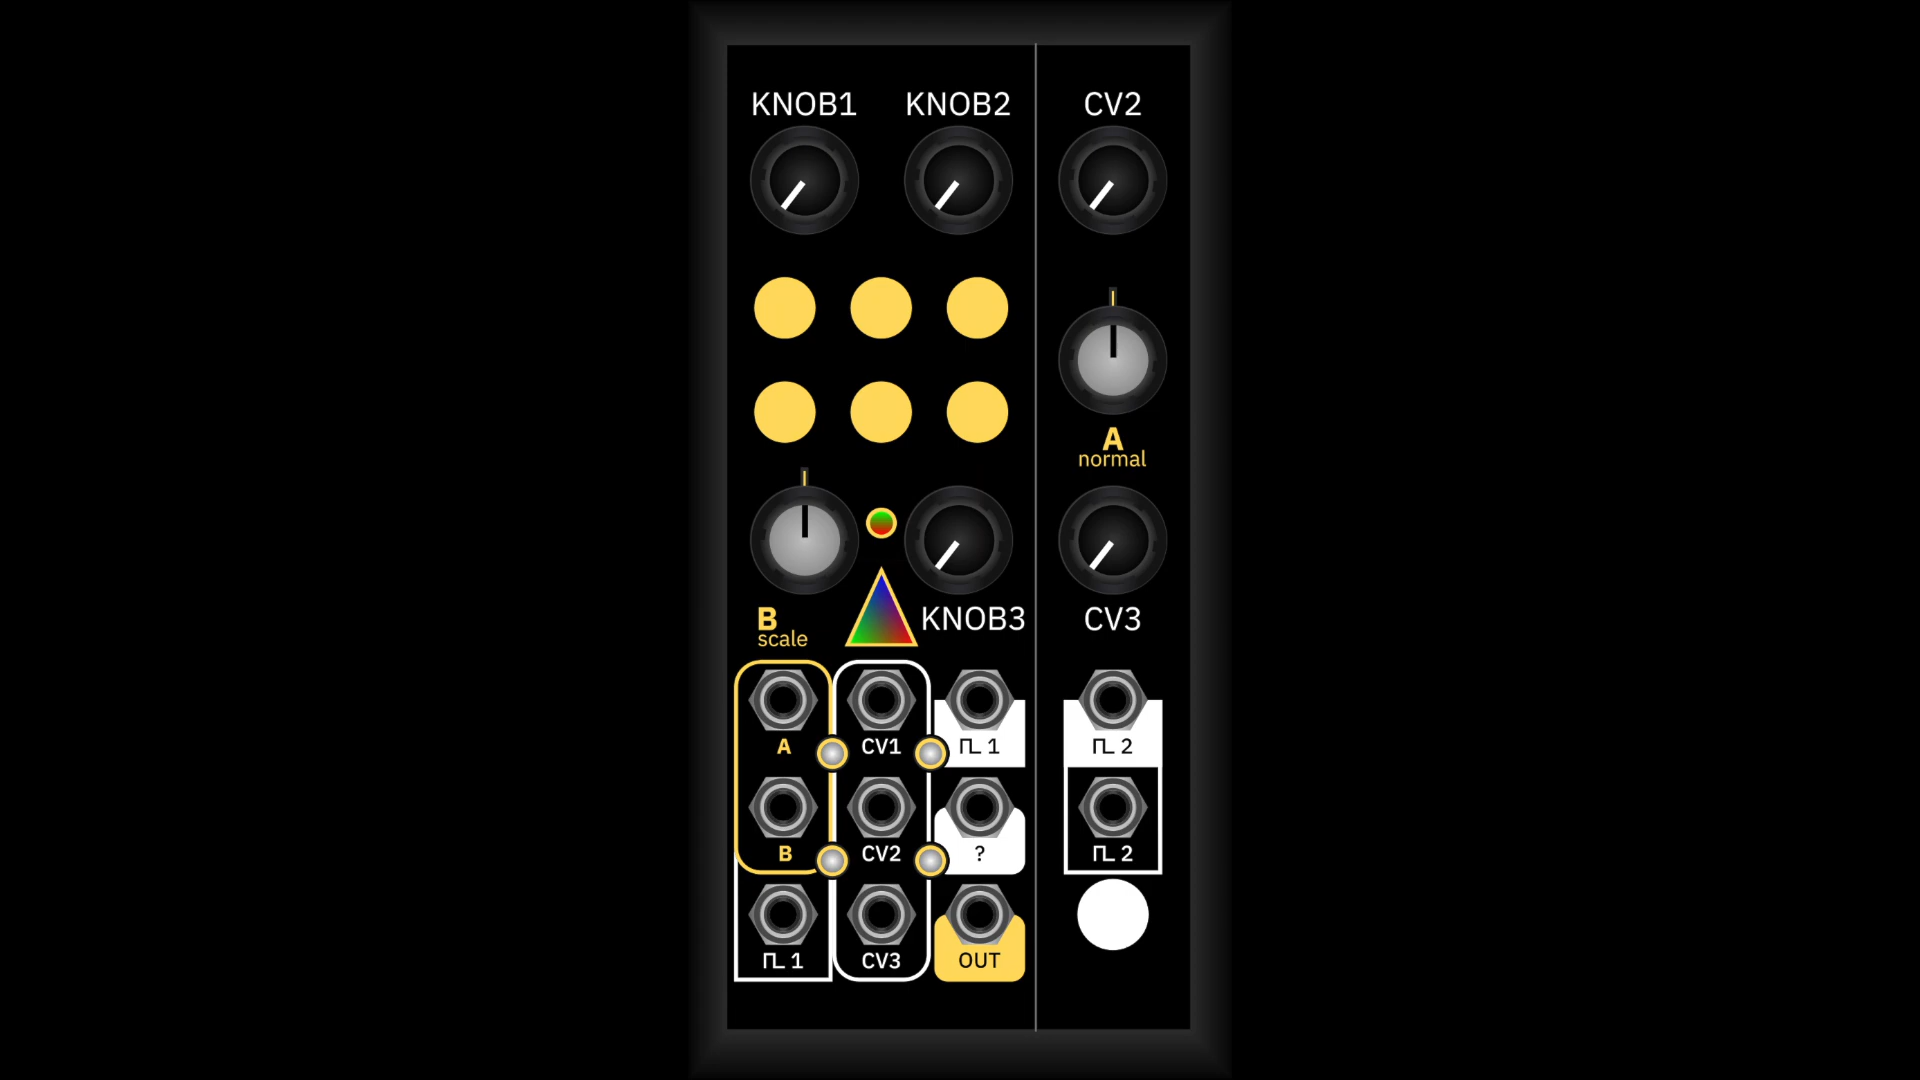 KNOB1 KNOB2 CV2
A
normal
B
scale
KNOB3 CV3
A CV1 ⎍ 1 ⎍ 2
B CV2 ? ⎍ 2
⎍ 1 CV3 OUT